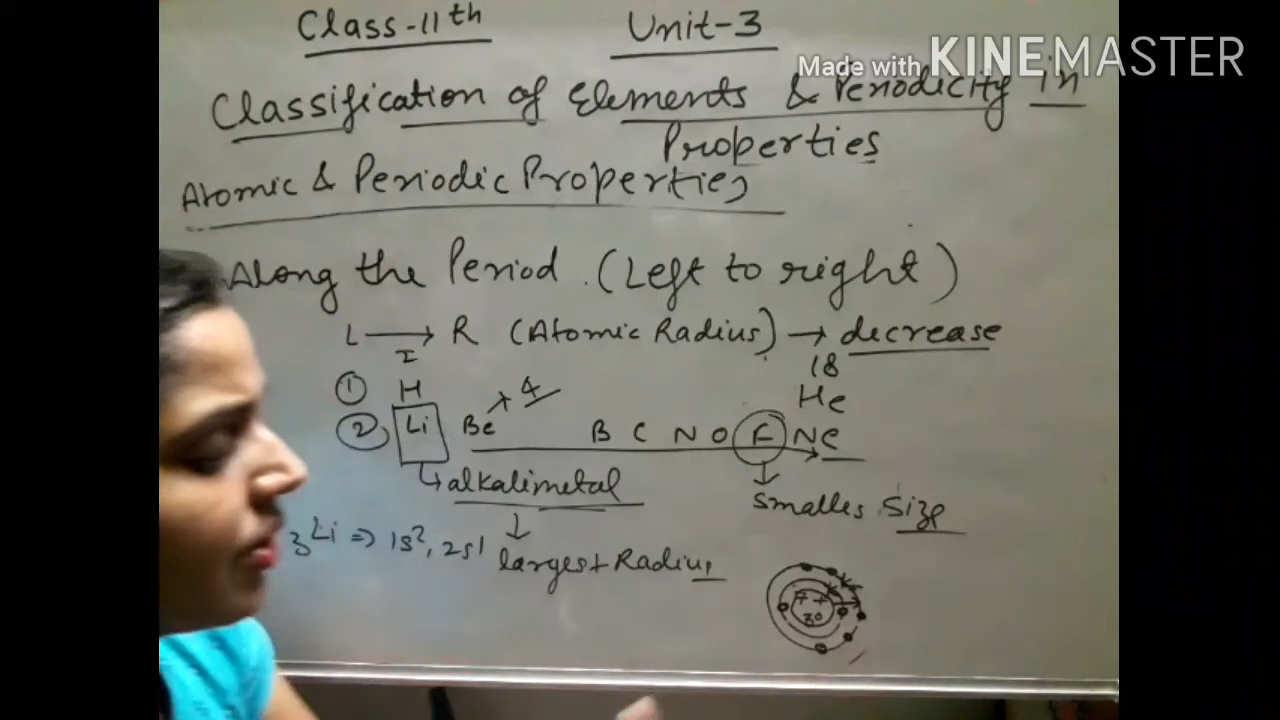 Class-11th Unit-3
Made with KINEMASTER
Classification of Elements & Periodicity in
Properties
Atomic & Periodic Properties
Along the Period (Left to right)
L → R (Atomic Radius) → decrease
I 18
① H He
② Li Be → 4 B C N O F Ne
↳ alkalimetal ↓ smalles size
3Li ⇒ 1s², 2s1 ↓ largest Radius